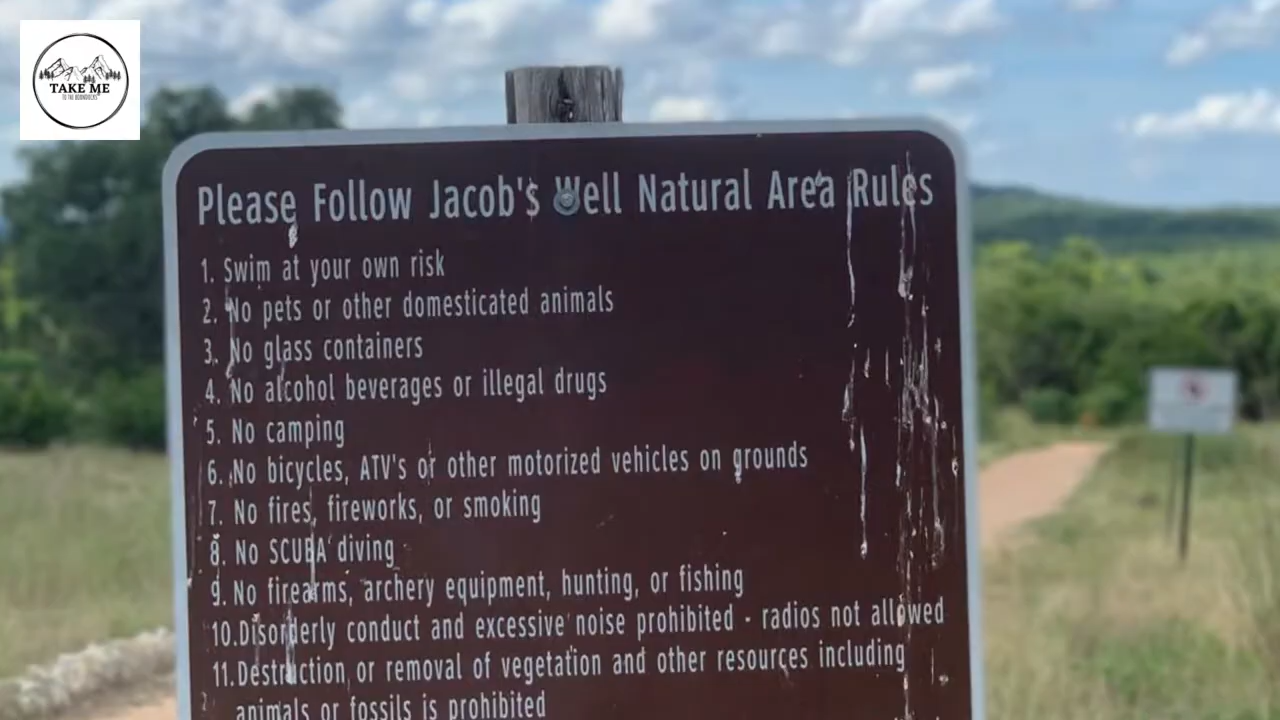 TAKE ME
TO THE BOONDOCKS
Please Follow Jacob's Well Natural Area Rules
1. Swim at your own risk
2. No pets or other domesticated animals
3. No glass containers
4. No alcohol beverages or illegal drugs
5. No camping
6. No bicycles, ATV's or other motorized vehicles on grounds
7. No fires, fireworks, or smoking
8. No SCUBA diving
9. No firearms, archery equipment, hunting, or fishing
10.Disorderly conduct and excessive noise prohibited - radios not allowed
11.Destruction or removal of vegetation and other resources including
animals or fossils is prohibited